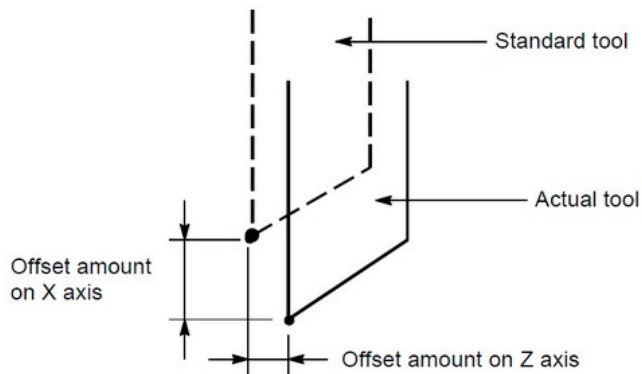 Standard tool
Actual tool
Offset amount
on X axis
Offset amount on Z axis